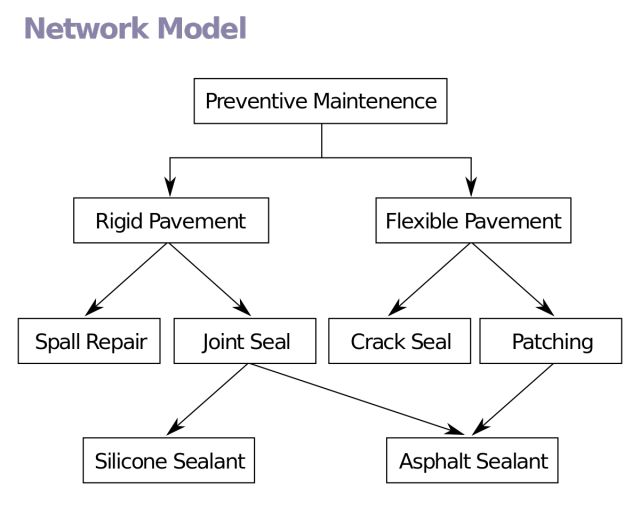 Network Model
Preventive Maintenence
Rigid Pavement
Flexible Pavement
Spall Repair
Joint Seal
Crack Seal
Patching
Silicone Sealant
Asphalt Sealant